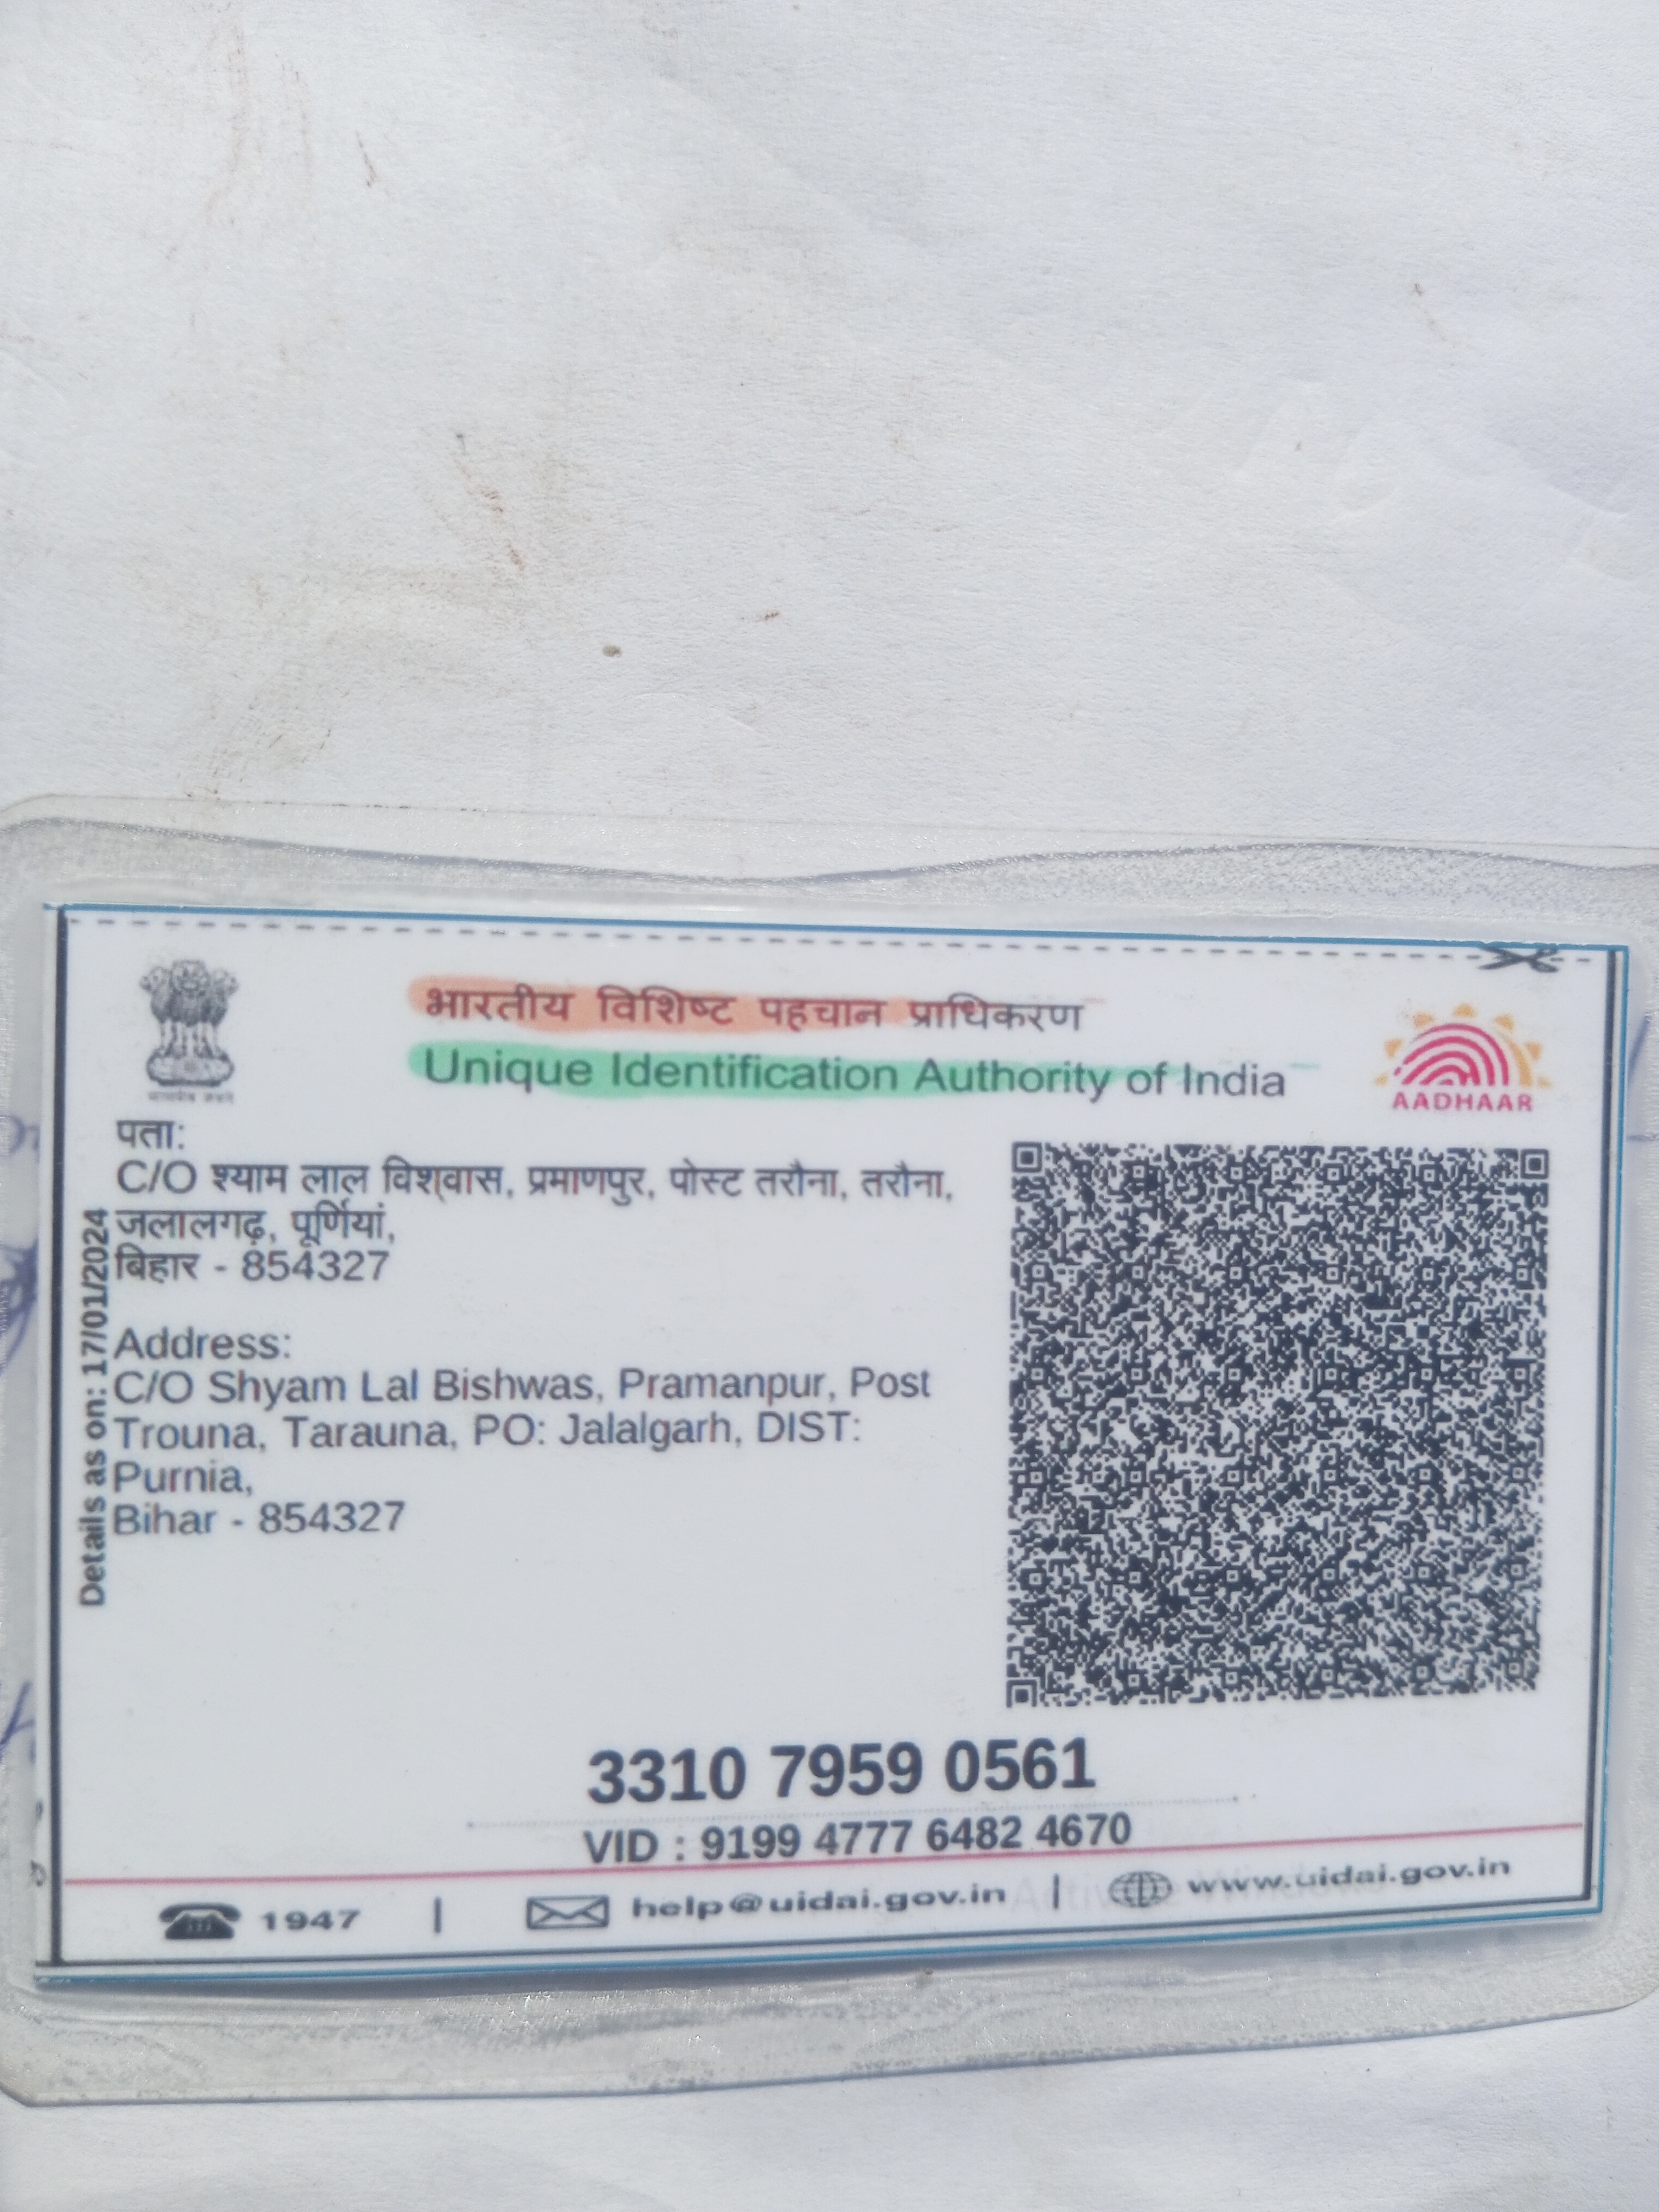 भारतीय विशिष्ट पहचान प्राधिकरण
Unique Identification Authority of India
AADHAAR
पता:
C/O श्याम लाल विश्वास, प्रमाणपुर, पोस्ट तरौना, तरौना,
जलालगढ़, पूर्णियां,
बिहार - 854327
Address:
C/O Shyam Lal Bishwas, Pramanpur, Post
Trouna, Tarauna, PO: Jalalgarh, DIST:
Purnia,
Bihar - 854327
Details as on: 17/01/2024
3310 7959 0561
VID : 9199 4777 6482 4670
1947 | help@uidai.gov.in | www.uidai.gov.in